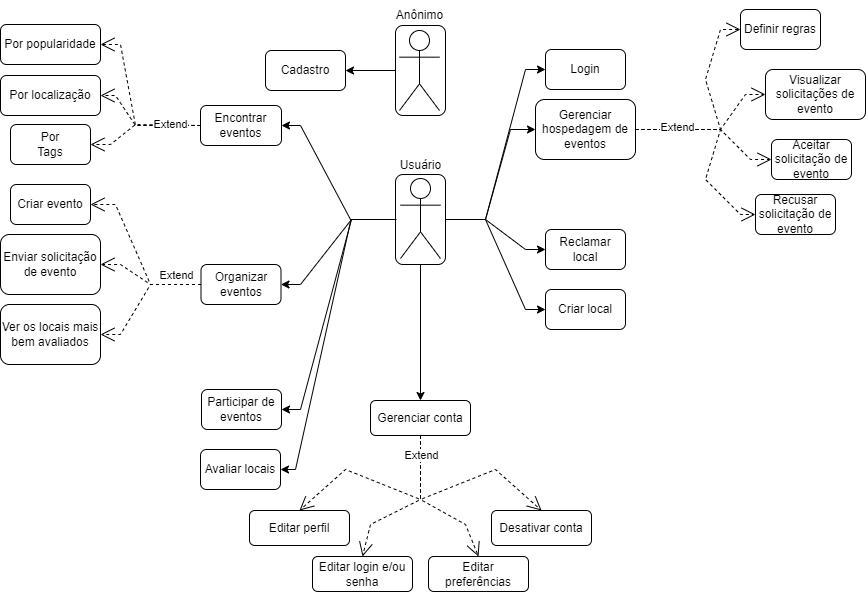 Anônimo
Cadastro
Usuário
Por popularidade
Por localização
Por
Tags
Extend
Encontrar
eventos
Criar evento
Enviar solicitação
de evento
Ver os locais mais
bem avaliados
Extend
Organizar
eventos
Participar de
eventos
Avaliar locais
Login
Gerenciar
hospedagem de
eventos
Extend
Definir regras
Visualizar
solicitações de
evento
Aceitar
solicitação de
evento
Recusar
solicitação de
evento
Reclamar
local
Criar local
Gerenciar conta
Extend
Editar perfil
Editar login e/ou
senha
Editar
preferências
Desativar conta